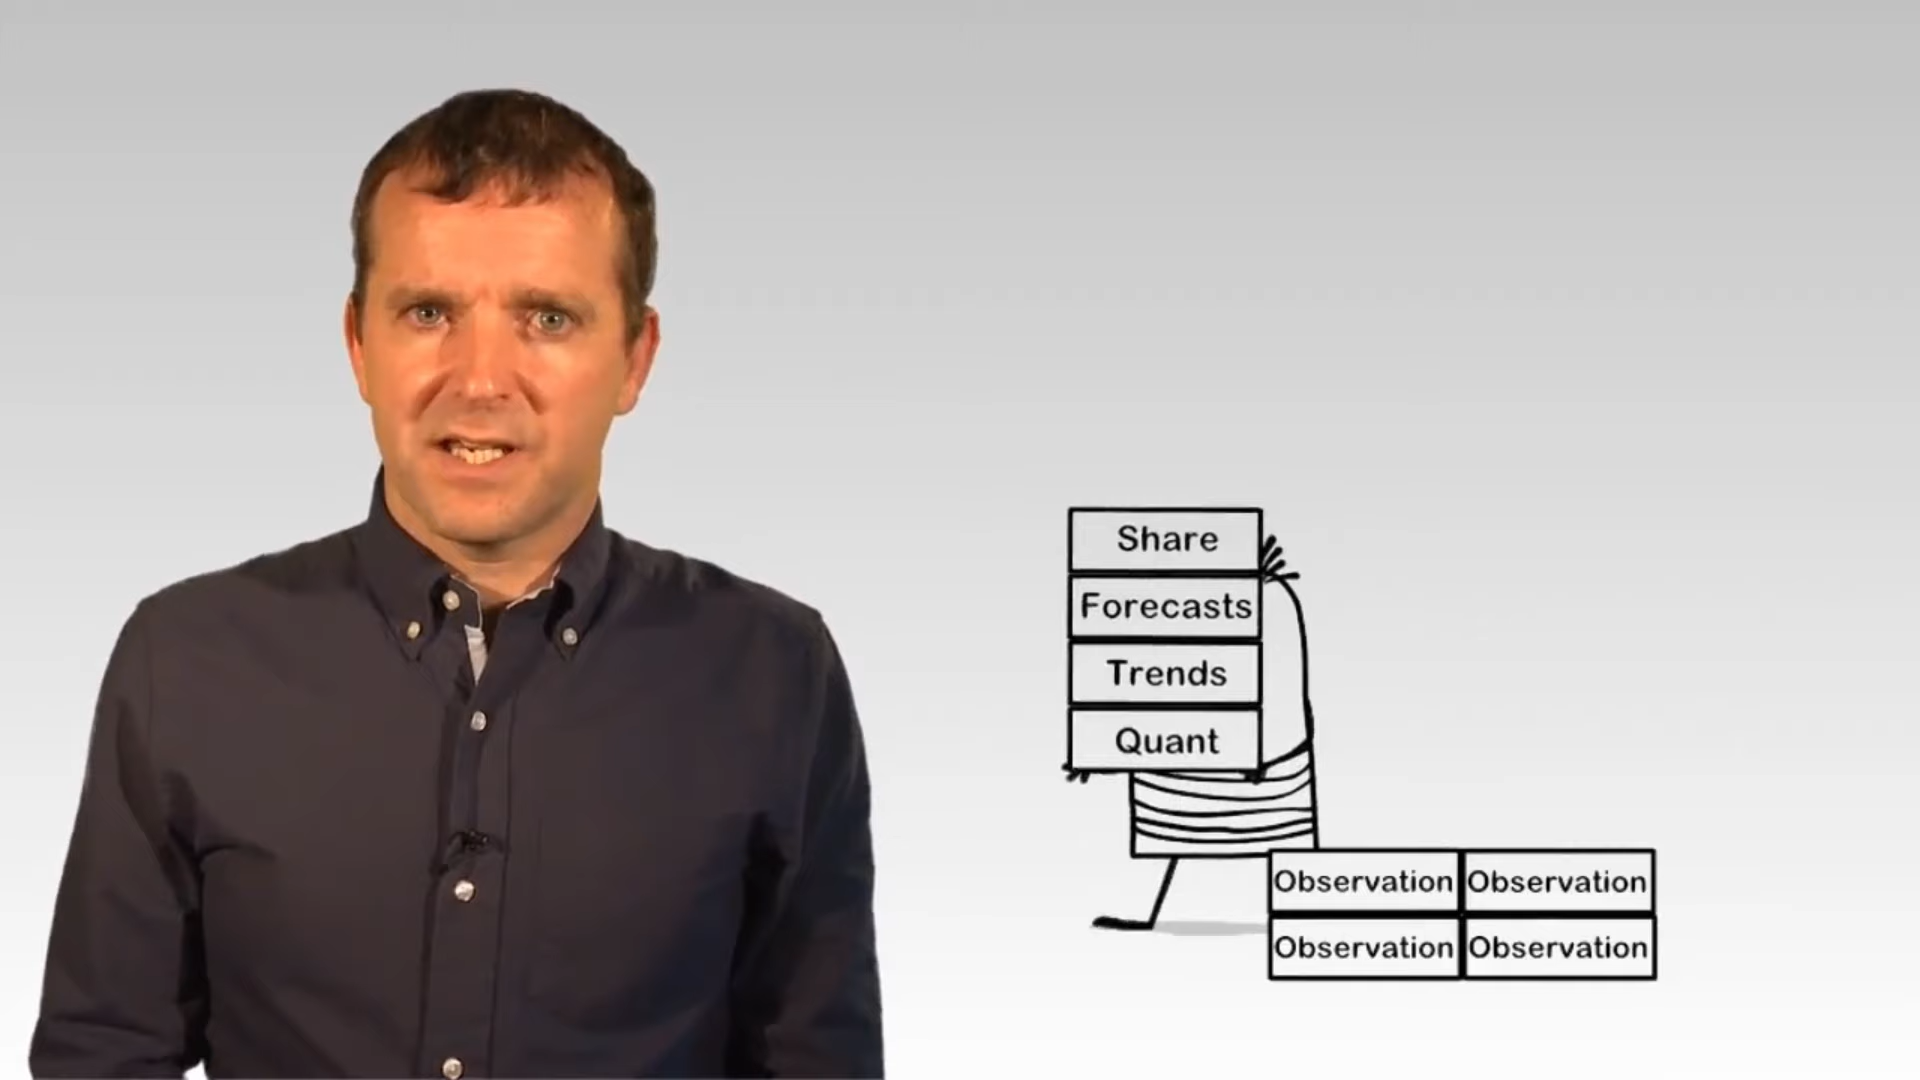 Share
Forecasts
Trends
Quant
Observation Observation
Observation Observation